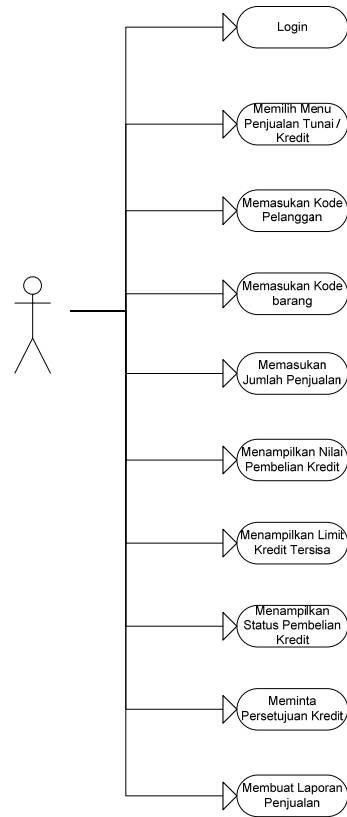 Login
Memilih Menu
Penjualan Tunai /
Kredit
Memasukan Kode
Pelanggan
Memasukan Kode
barang
Memasukan
Jumlah Penjualan
Menampilkan Nilai
Pembelian Kredit
Menampilkan Limit
Kredit Tersisa
Menampilkan
Status Pembelian
Kredit
Meminta
Persetujuan Kredit
Membuat Laporan
Penjualan